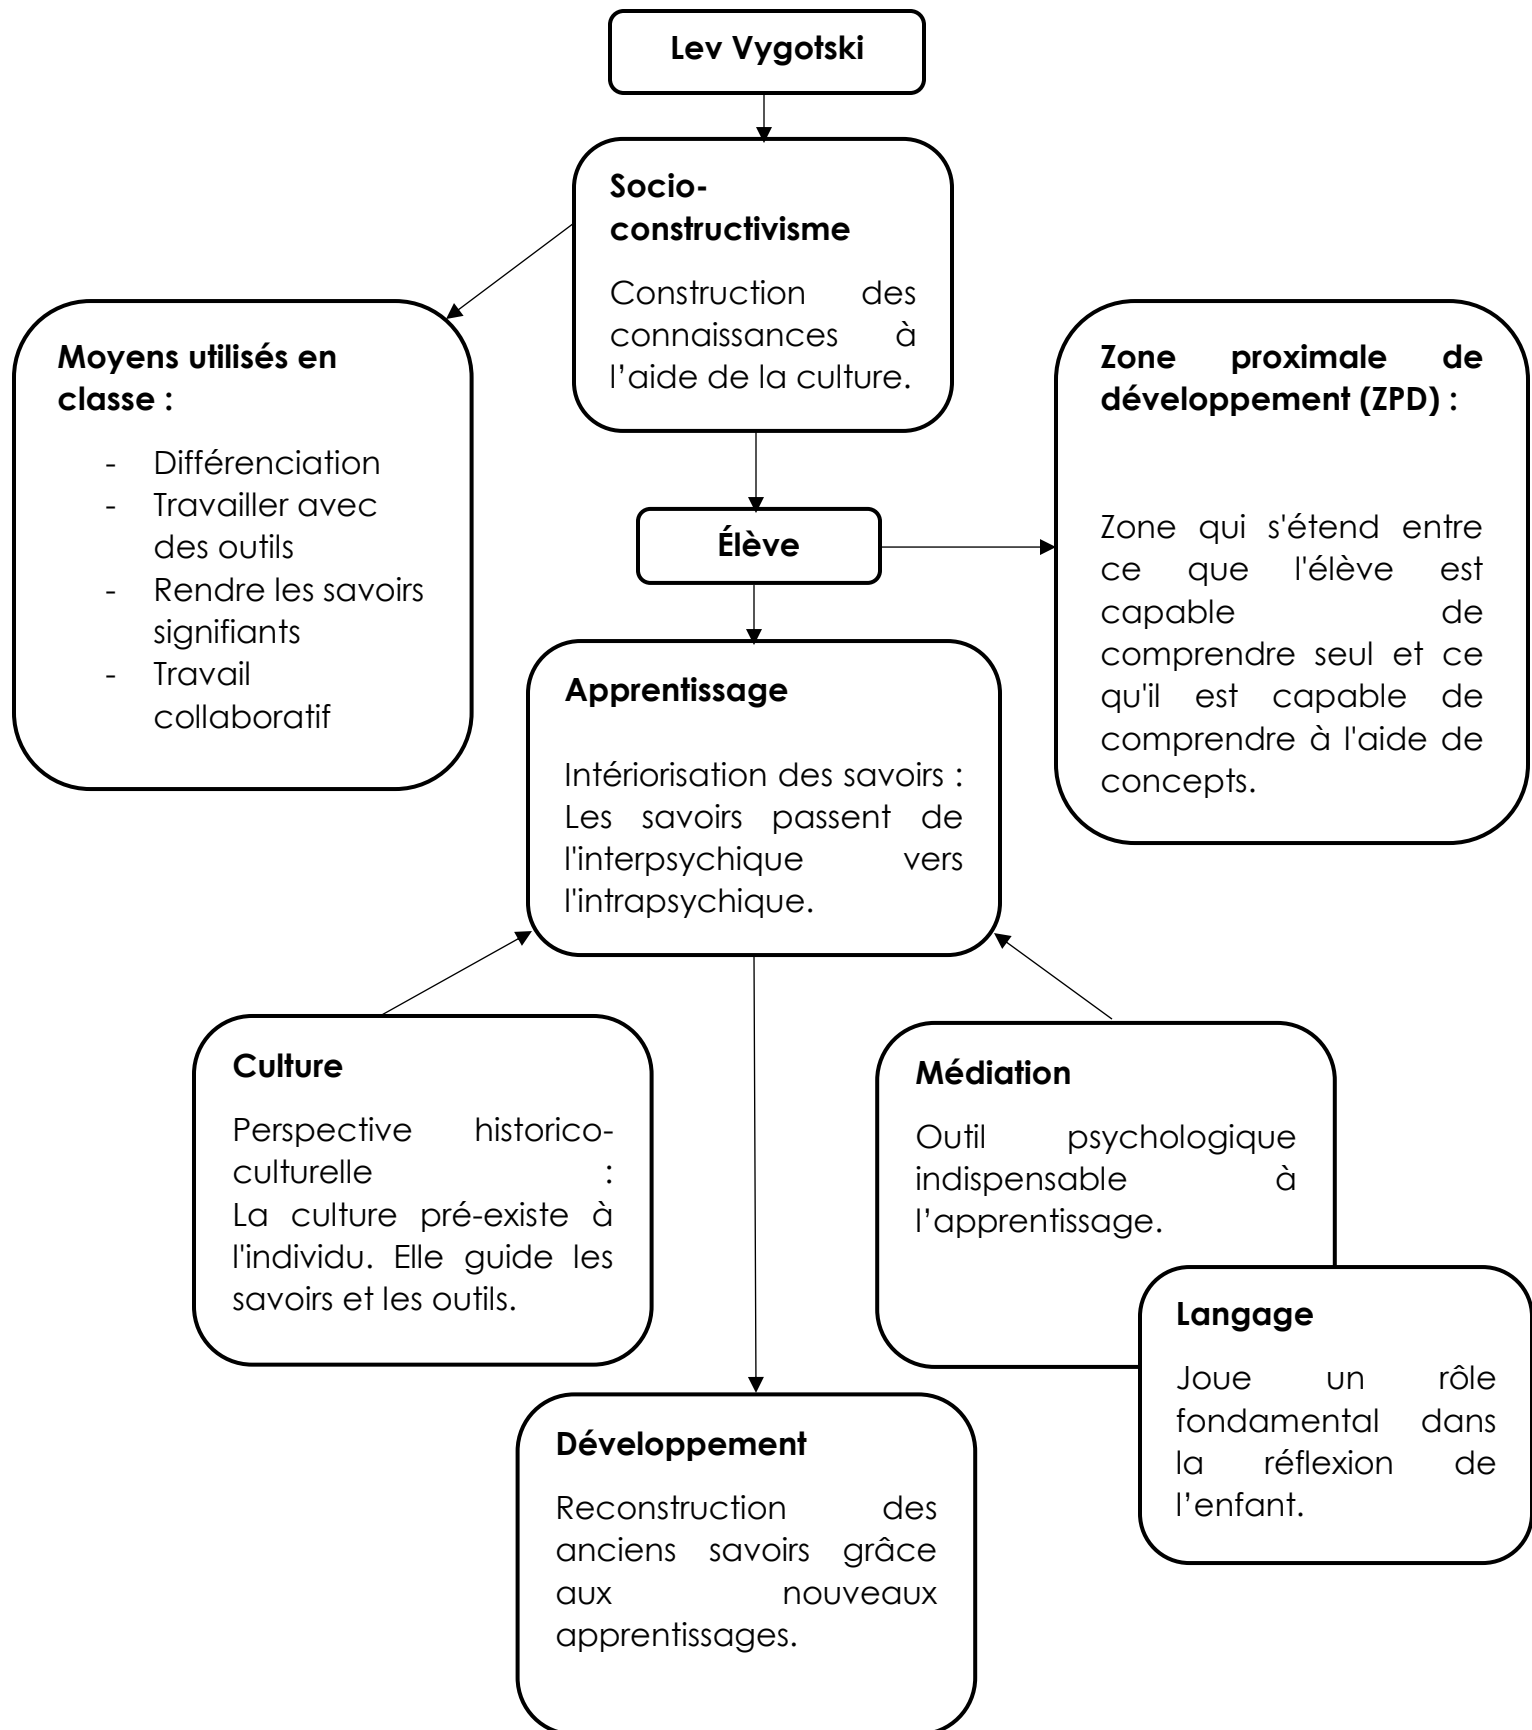 Lev Vygotski
Socio-
constructivisme
Construction des
connaissances à
l’aide de la culture.
Moyens utilisés en
classe :
- Différenciation
- Travailler avec
des outils
- Rendre les savoirs
signifiants
- Travail
collaboratif
Zone proximale de
développement (ZPD) :
Zone qui s'étend entre
ce que l'élève est
capable de
comprendre seul et ce
qu'il est capable de
comprendre à l'aide de
concepts.
Élève
Apprentissage
Intériorisation des savoirs :
Les savoirs passent de
l'interpsychique vers
l'intrapsychique.
Culture
Perspective historico-
culturelle :
La culture pré-existe à
l'individu. Elle guide les
savoirs et les outils.
Médiation
Outil psychologique
indispensable à
l’apprentissage.
Langage
Joue un rôle
fondamental dans
la réflexion de
l’enfant.
Développement
Reconstruction des
anciens savoirs grâce
aux nouveaux
apprentissages.